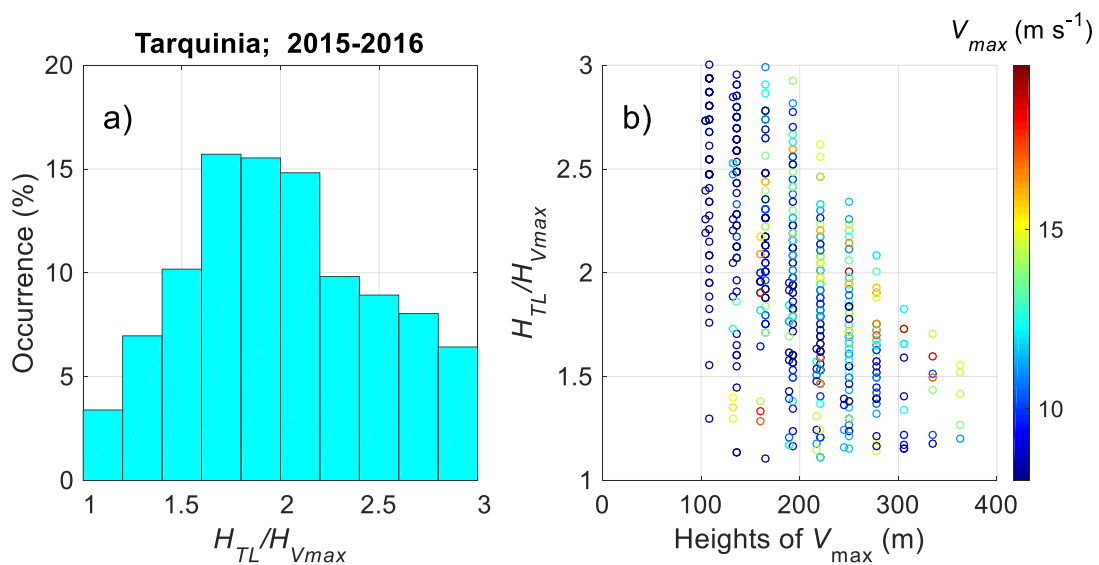 Tarquinia; 2015-2016
V_max (m s⁻¹)
a)
b)
Occurrence (%)
20
15
10
5
0
1
1.5
2
2.5
3
H_TL/H_Vmax
H_TL/H_Vmax
3
2.5
2
1.5
1
0
100
200
300
400
Heights of V_max (m)
15
10